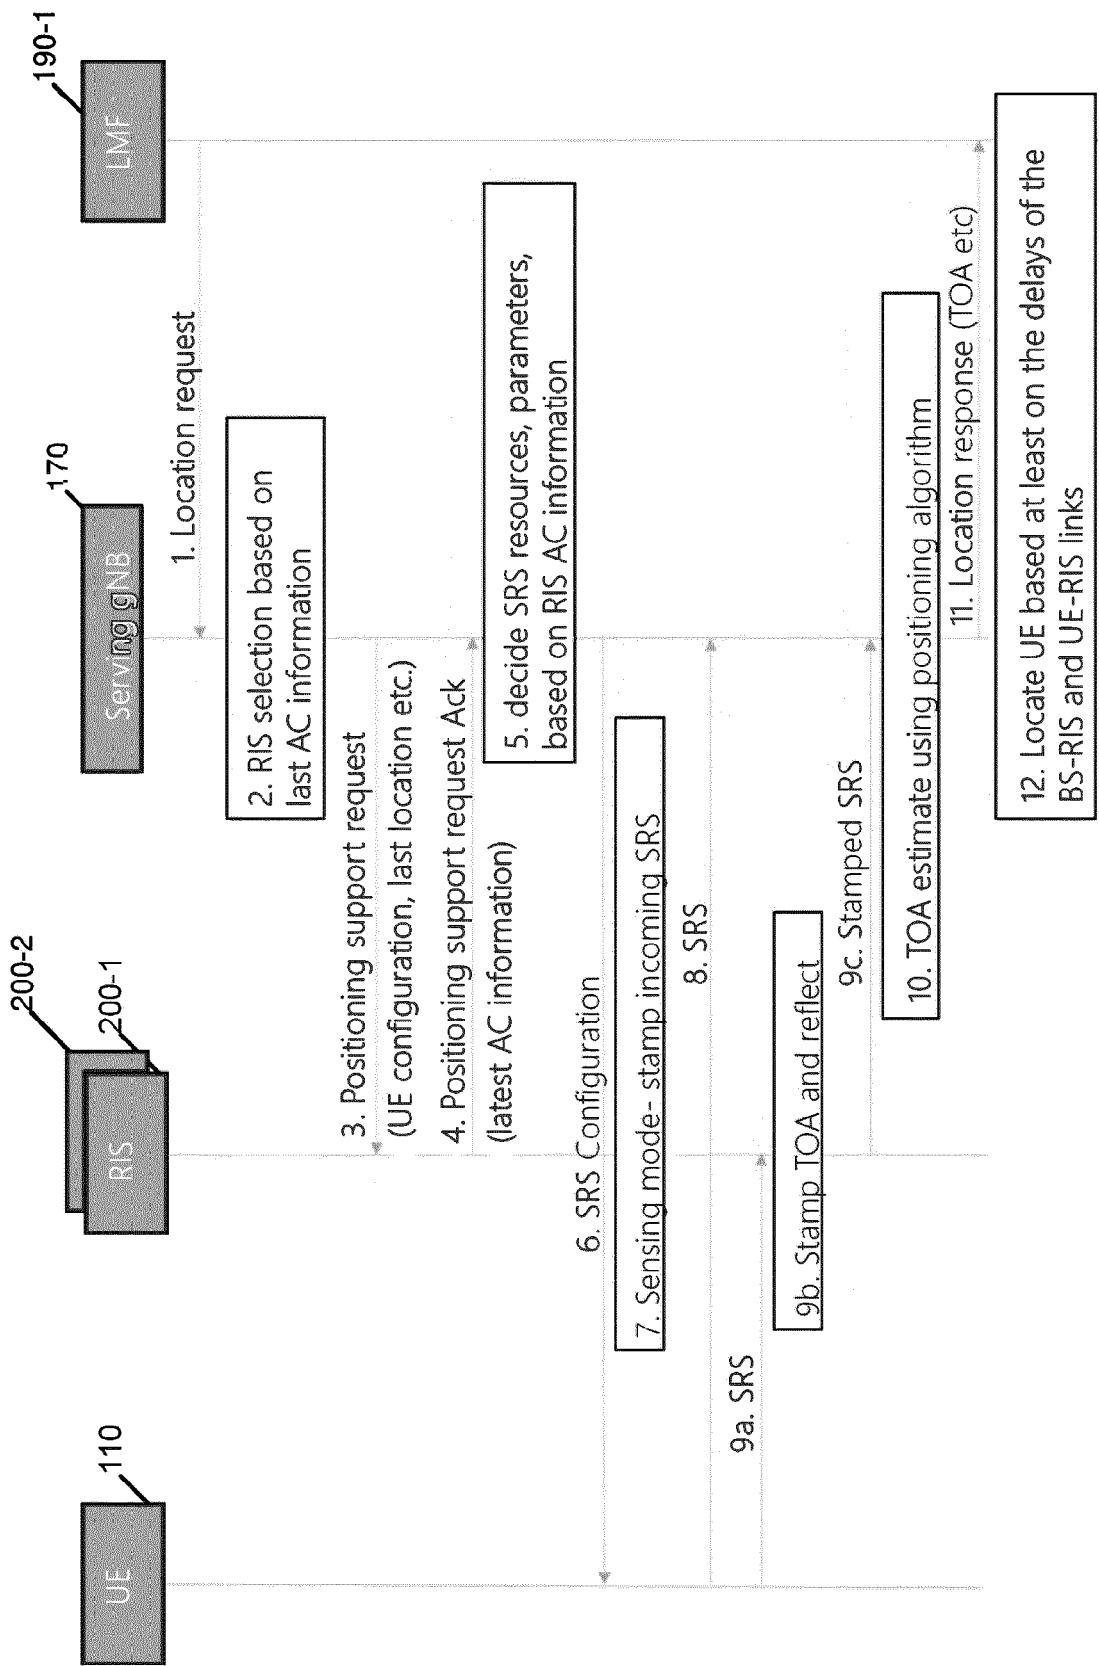 UE
110
RIS
200-2
200-1
Serving gNB
170
LMF
190-1
1. Location request
2. RIS selection based on
last AC information
3. Positioning support request
(UE configuration, last location etc.)
4. Positioning support request Ack
(latest AC information)
5. decide SRS resources, parameters,
based on RIS AC information
6. SRS Configuration
7. Sensing mode- stamp incoming SRS
8. SRS
9a. SRS
9b. Stamp TOA and reflect
9c. Stamped SRS
10. TOA estimate using positioning algorithm
11. Location response (TOA etc)
12. Locate UE based at least on the delays of the
BS-RIS and UE-RIS links